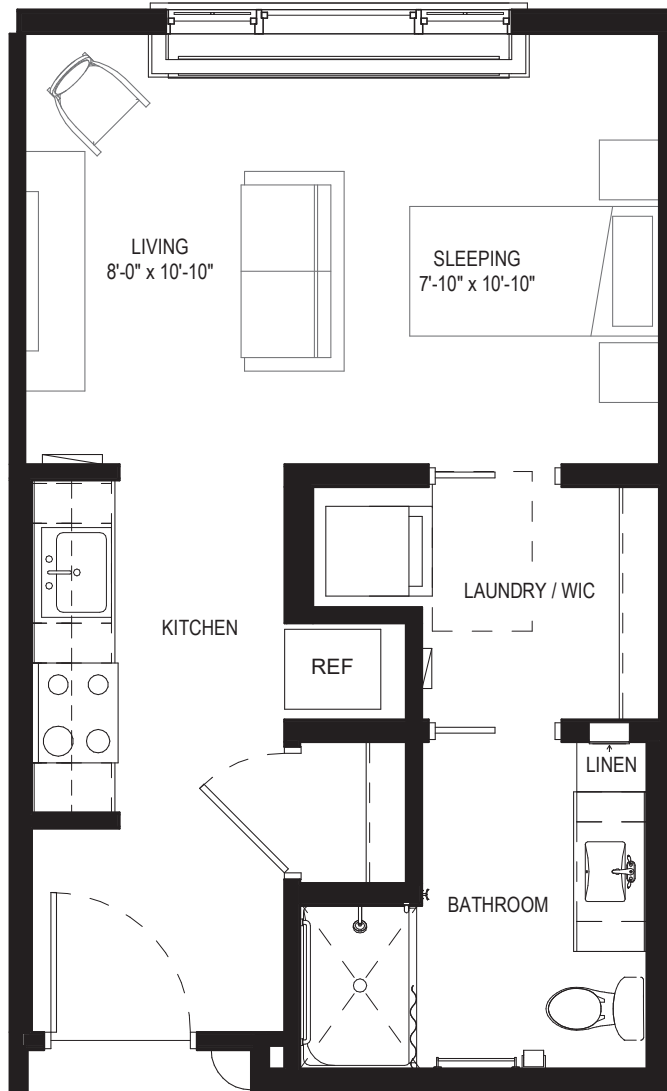 LIVING
8'-0" x 10'-10"
SLEEPING
7'-10" x 10'-10"
LAUNDRY / WIC
KITCHEN
REF
LINEN
BATHROOM